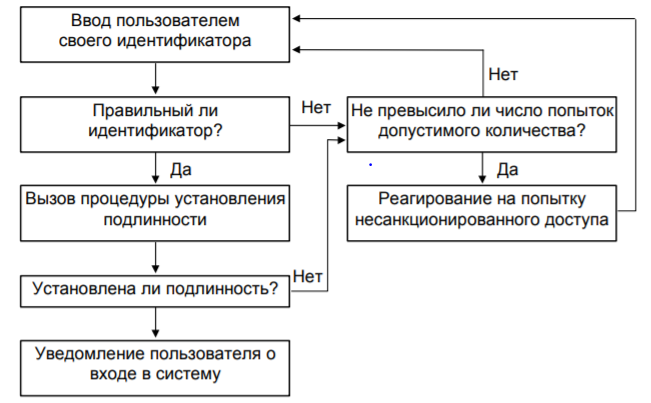 Ввод пользователем
своего идентификатора
Нет
Правильный ли
идентификатор?
Нет
Не превысило ли число попыток
допустимого количества?
Да
Да
Вызов процедуры установления
подлинности
Реагирование на попытку
несанкционированного доступа
Установлена ли подлинность?
Нет
Уведомление пользователя о
входе в систему